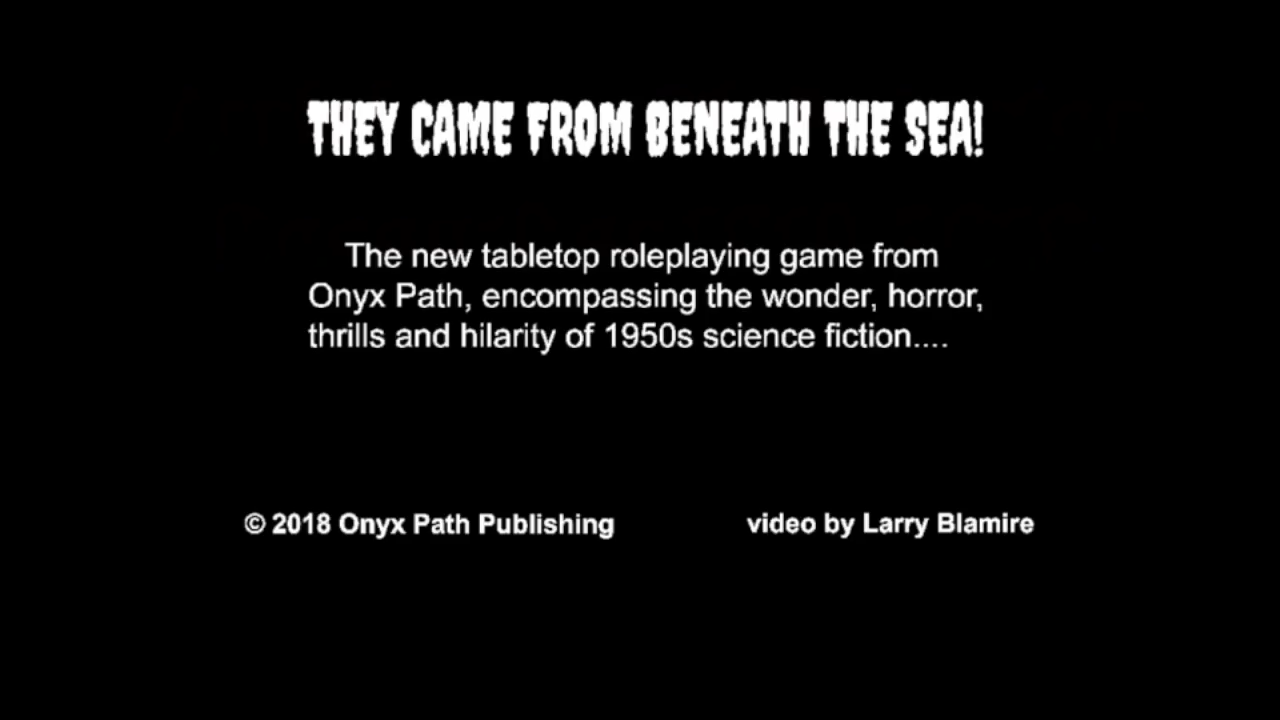 THEY CAME FROM BENEATH THE SEA!
The new tabletop roleplaying game from
Onyx Path, encompassing the wonder, horror,
thrills and hilarity of 1950s science fiction....
© 2018 Onyx Path Publishing
video by Larry Blamire